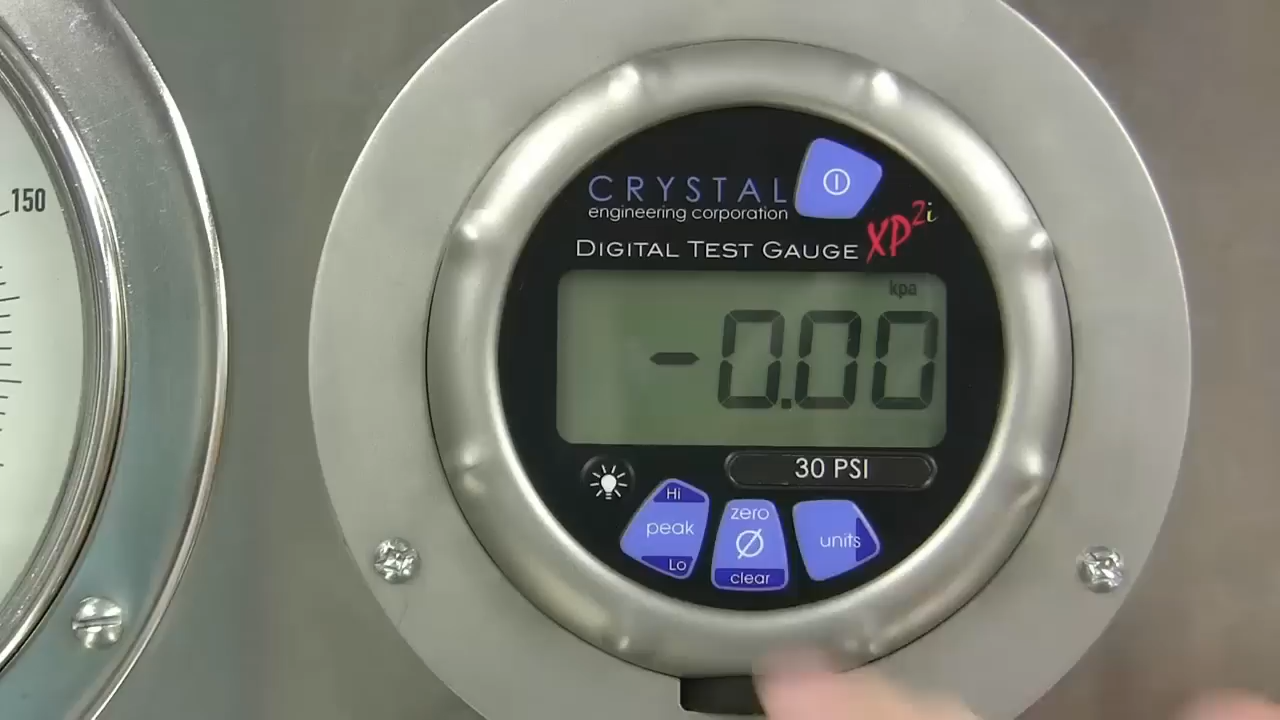 150
CRYSTAL
engineering corporation
DIGITAL TEST GAUGE XP2i
kpa
-0.00
30 PSI
Hi
peak
Lo
zero
Ø
clear
units